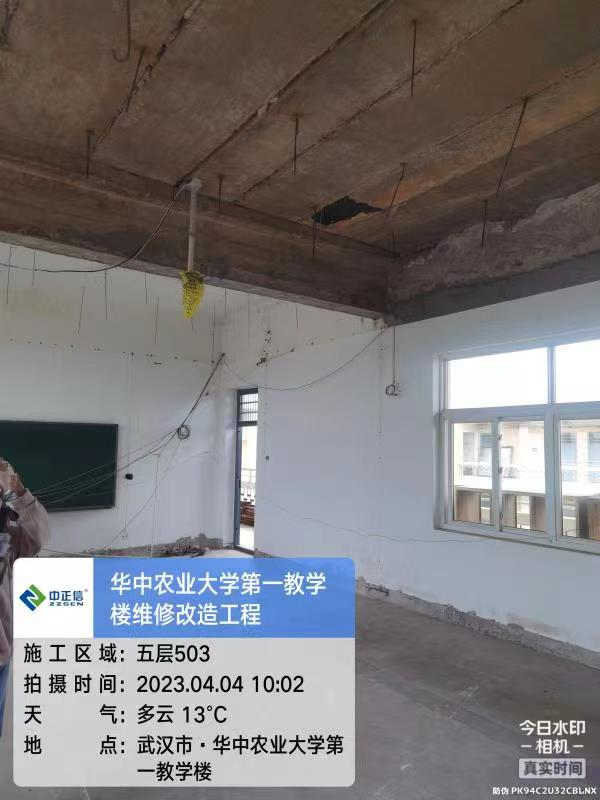 中正信®
ZZGEN
华中农业大学第一教学
楼维修改造工程
施工区域：五层503
拍摄时间：2023.04.04 10:02
天气：多云 13℃
地点：武汉市·华中农业大学第
一教学楼
今日水印
-相机-
真实时间
防伪 PK94C2U32CBLNX